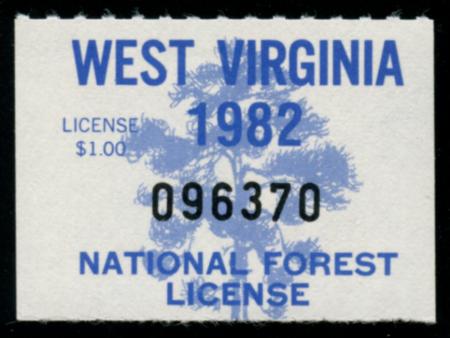 WEST VIRGINIA
1982
LICENSE
$1.00
096370
NATIONAL FOREST
LICENSE